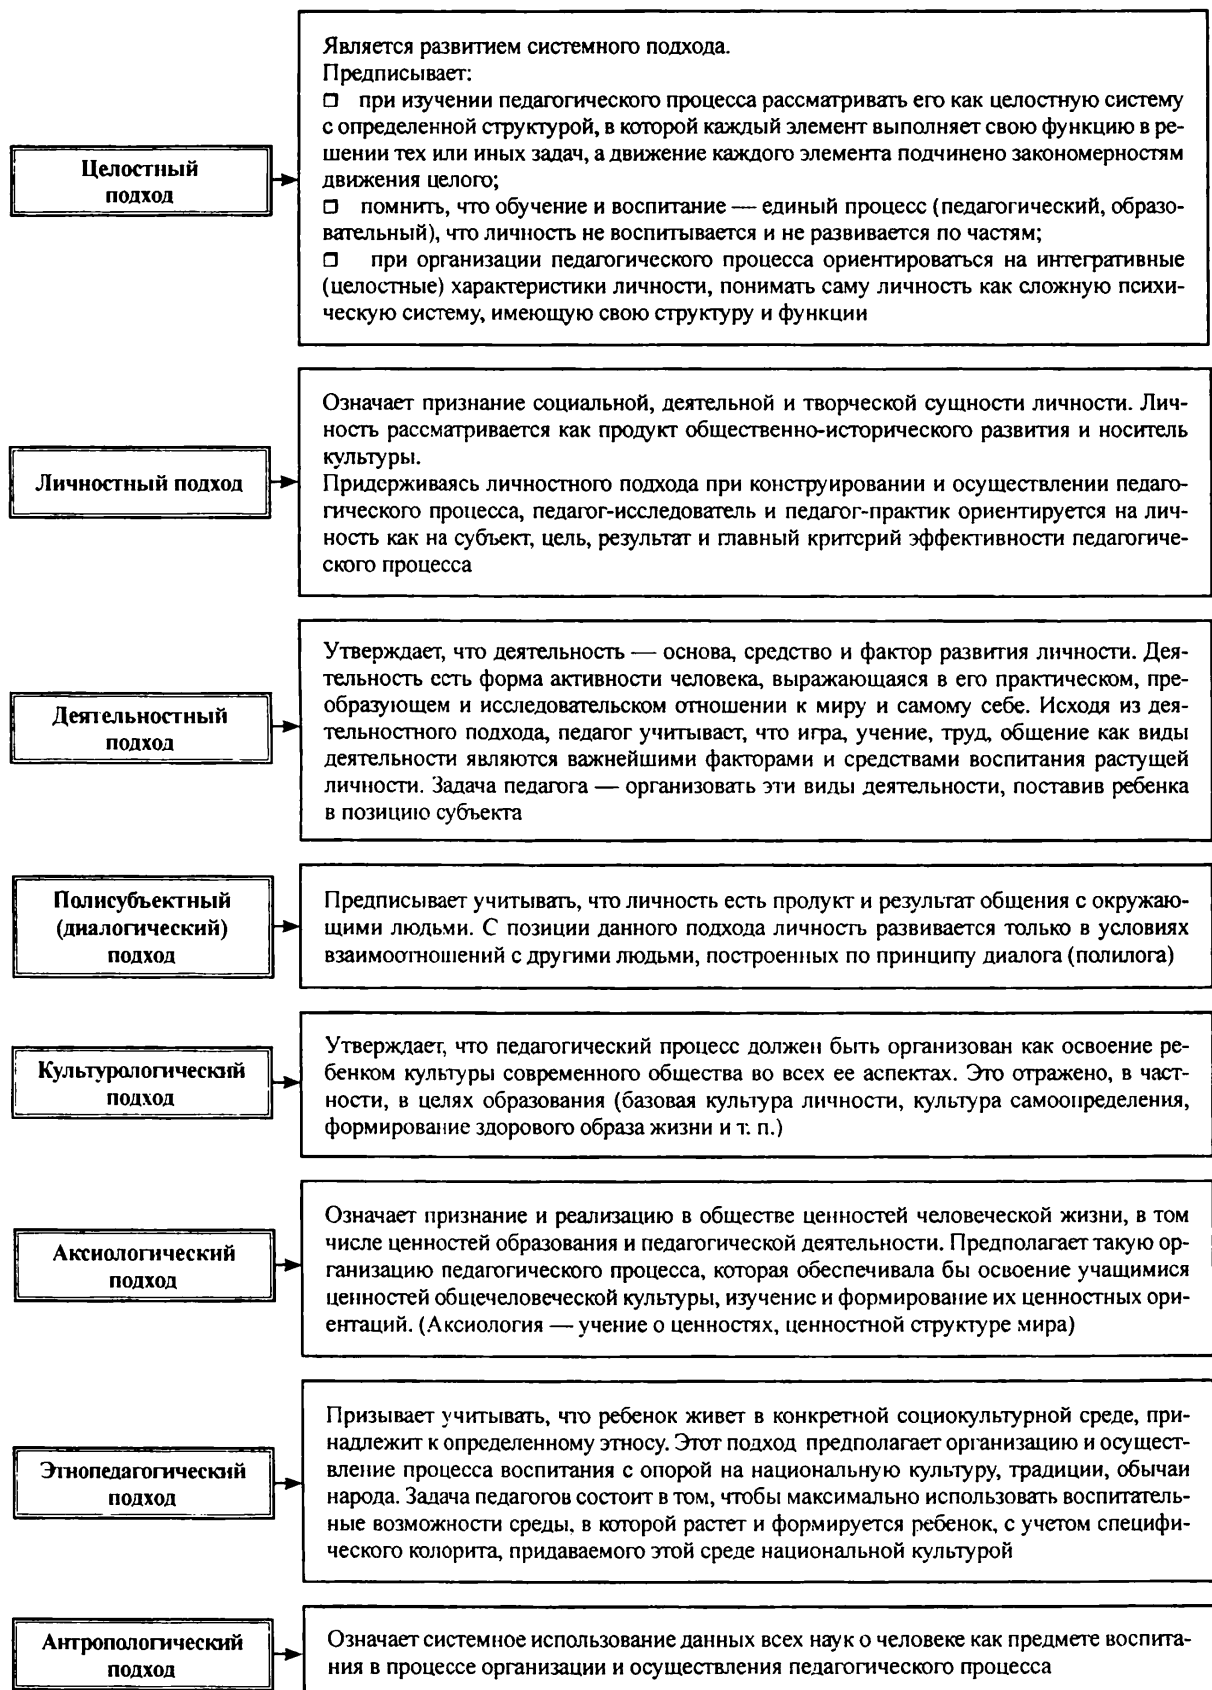 Является развитием системного подхода.
Предписывает:
□ при изучении педагогического процесса рассматривать его как целостную систему
с определенной структурой, в которой каждый элемент выполняет свою функцию в ре-
шении тех или иных задач, а движение каждого элемента подчинено закономерностям
движения целого;
□ помнить, что обучение и воспитание — единый процесс (педагогический, образо-
вательный), что личность не воспитывается и не развивается по частям;
□ при организации педагогического процесса ориентироваться на интегративные
(целостные) характеристики личности, понимать саму личность как сложную психи-
ческую систему, имеющую свою структуру и функции
Целостный
подход
Означает признание социальной, деятельной и творческой сущности личности. Лич-
ность рассматривается как продукт общественно-исторического развития и носитель
культуры.
Придерживаясь личностного подхода при конструировании и осуществлении педаго-
гического процесса, педагог-исследователь и педагог-практик ориентируется на лич-
ность как на субъект, цель, результат и главный критерий эффективности педагогиче-
ского процесса
Личностный подход
Утверждает, что деятельность — основа, средство и фактор развития личности. Дея-
тельность есть форма активности человека, выражающаяся в его практическом, пре-
образующем и исследовательском отношении к миру и самому себе. Исходя из дея-
тельностного подхода, педагог учитывает, что игра, учение, труд, общение как виды
деятельности являются важнейшими факторами и средствами воспитания растущей
личности. Задача педагога — организовать эти виды деятельности, поставив ребенка
в позицию субъекта
Деятельностный
подход
Полисубъектный
(диалогический)
подход
Предписывает учитывать, что личность есть продукт и результат общения с окружаю-
щими людьми. С позиции данного подхода личность развивается только в условиях
взаимоотношений с другими людьми, построенных по принципу диалога (полилога)
Культурологический
подход
Утверждает, что педагогический процесс должен быть организован как освоение ре-
бенком культуры современного общества во всех ее аспектах. Это отражено, в част-
ности, в целях образования (базовая культура личности, культура самоопределения,
формирование здорового образа жизни и т. п.)
Аксиологический
подход
Означает признание и реализацию в обществе ценностей человеческой жизни, в том
числе ценностей образования и педагогической деятельности. Предполагает такую ор-
ганизацию педагогического процесса, которая обеспечивала бы освоение учащимися
ценностей общечеловеческой культуры, изучение и формирование их ценностных ори-
ентаций. (Аксиология — учение о ценностях, ценностной структуре мира)
Этнопедагогический
подход
Призывает учитывать, что ребенок живет в конкретной социокультурной среде, при-
надлежит к определенному этносу. Этот подход предполагает организацию и осущест-
вление процесса воспитания с опорой на национальную культуру, традиции, обычаи
народа. Задача педагогов состоит в том, чтобы максимально использовать воспитатель-
ные возможности среды, в которой растет и формируется ребенок, с учетом специфи-
ческого колорита, придаваемого этой среде национальной культурой
Антропологический
подход
Означает системное использование данных всех наук о человеке как предмете воспита-
ния в процессе организации и осуществления педагогического процесса